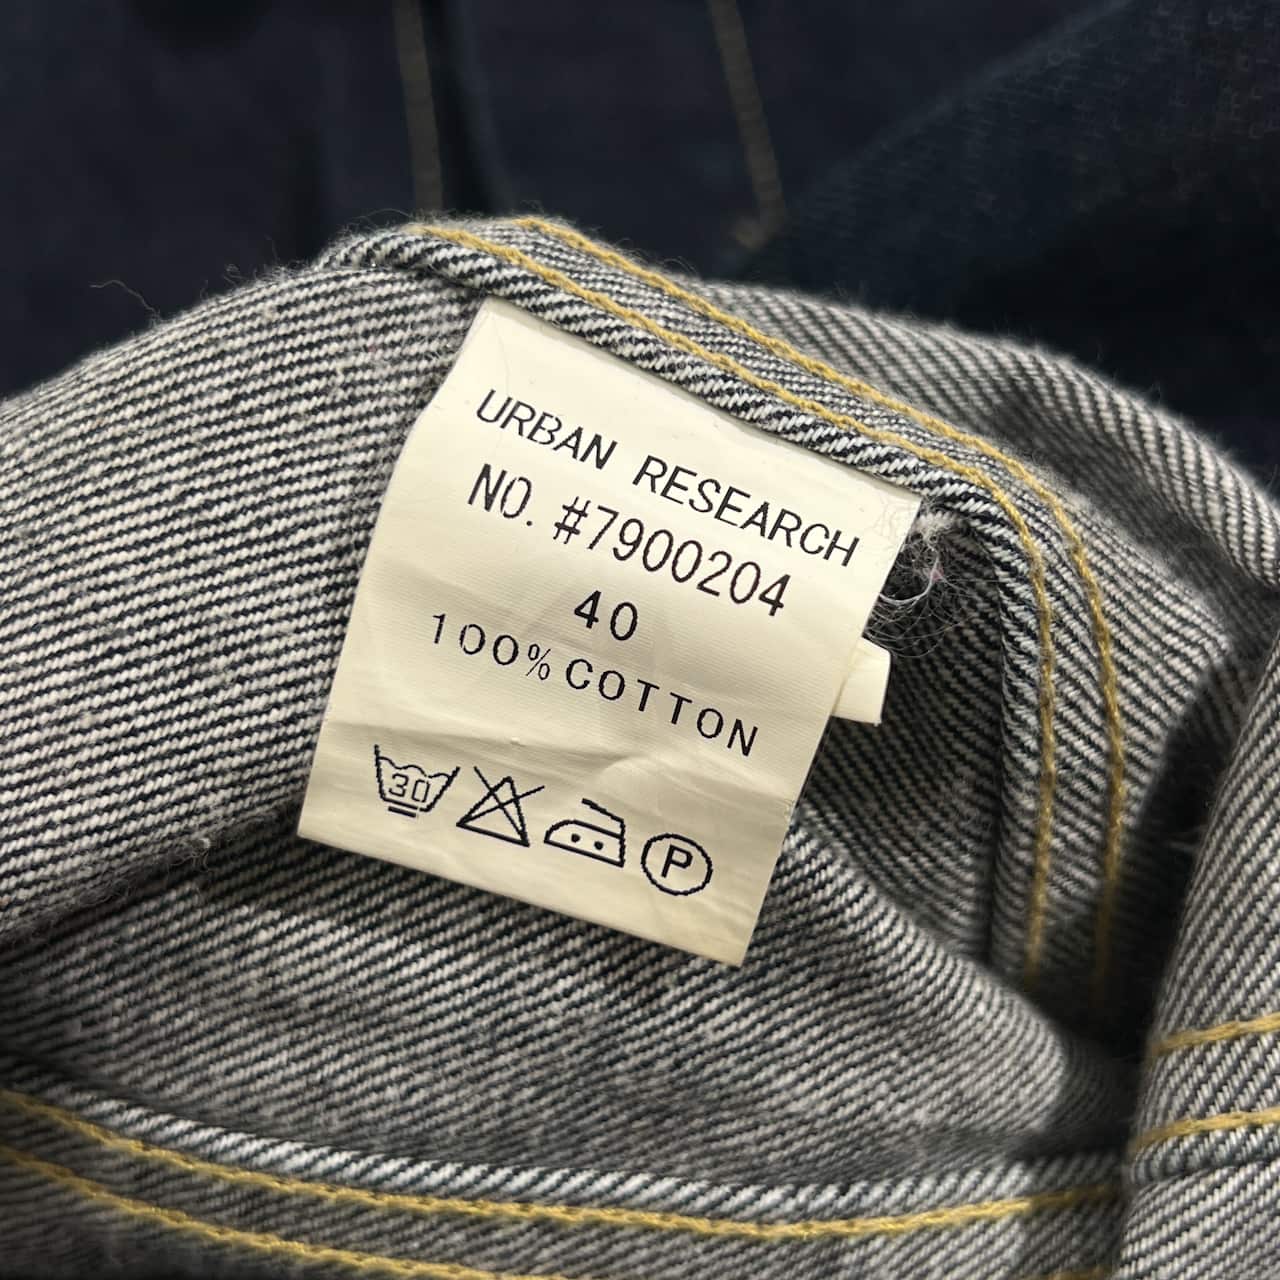 URBAN RESEARCH
NO. #7900204
40
100% COTTON
30
P